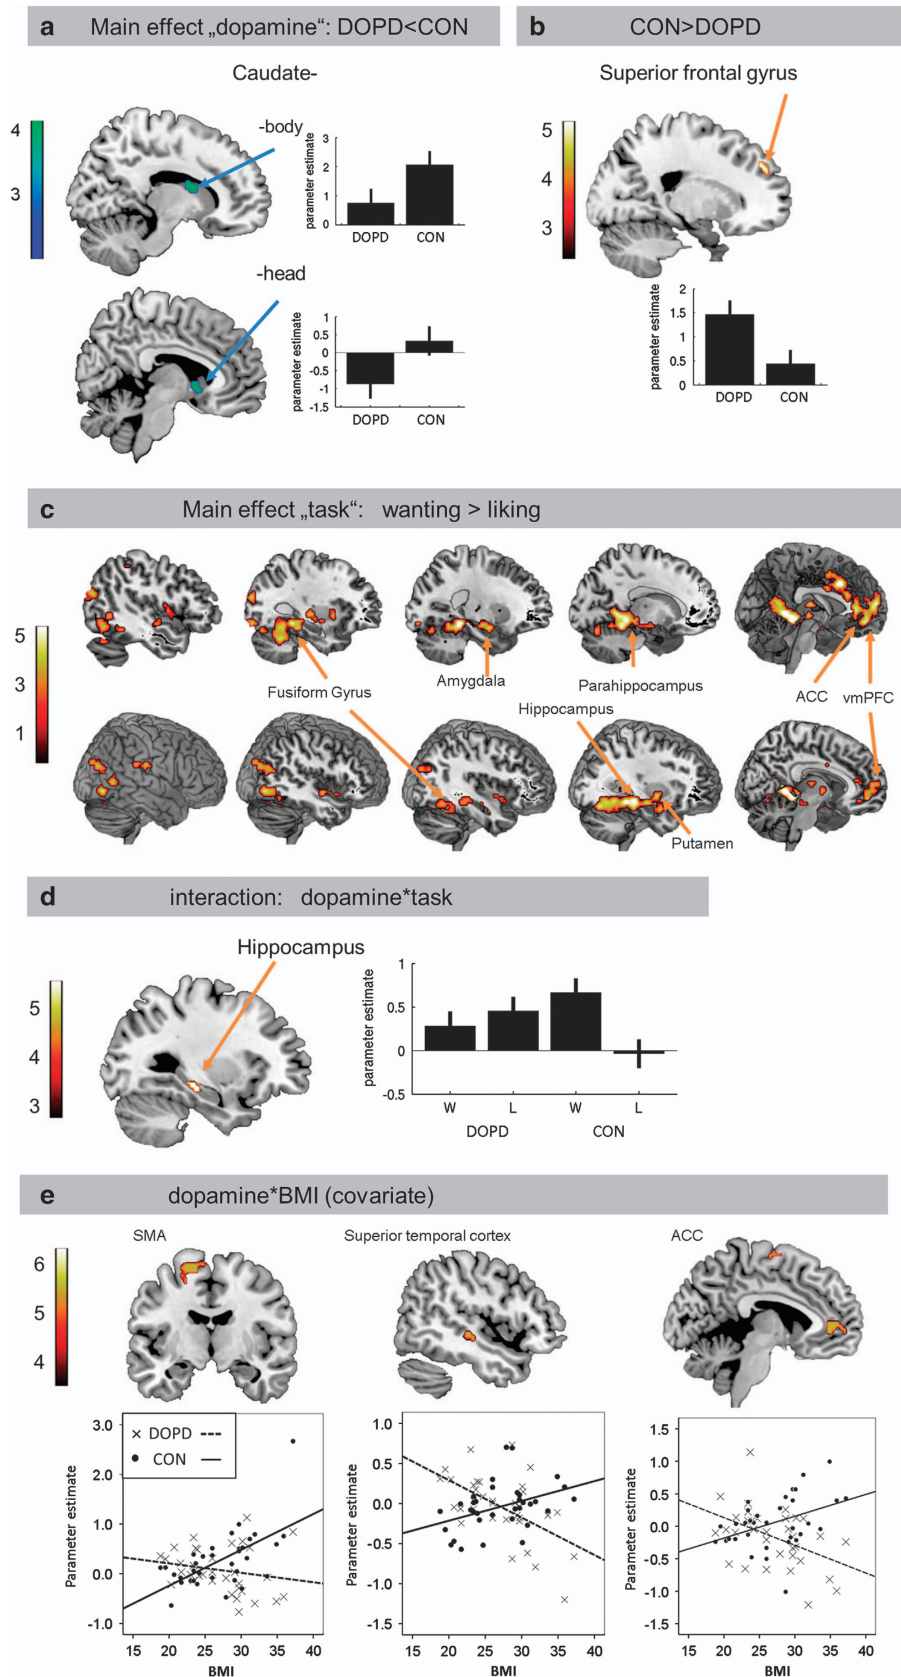 a Main effect „dopamine“: DOPD<CON
b CON>DOPD
Caudate-
Superior frontal gyrus
-body
4
3
parameter estimate
3
2
1
0
DOPD CON
5
4
3
-head
parameter estimate
1
0.5
0
-0.5
-1
-1.5
DOPD CON
parameter estimate
2
1.5
1
0.5
0
DOPD CON
c Main effect „task“: wanting > liking
5
3
1
Fusiform Gyrus
Amygdala
Parahippocampus
Hippocampus
ACC vmPFC
Putamen
d interaction: dopamine*task
Hippocampus
5
4
3
parameter estimate
1
0.5
0
-0.5
W L W L
DOPD CON
e dopamine*BMI (covariate)
SMA
Superior temporal cortex
ACC
6
5
4
× DOPD
• CON
Parameter estimate
3.0
2.0
1.0
0.0
-1.0
15 20 25 30 35 40
BMI
Parameter estimate
1.0
0.5
0.0
-0.5
-1.0
-1.5
15 20 25 30 35 40
BMI
Parameter estimate
1.5
1.0
0.5
0.0
-0.5
-1.0
-1.5
15 20 25 30 35 40
BMI